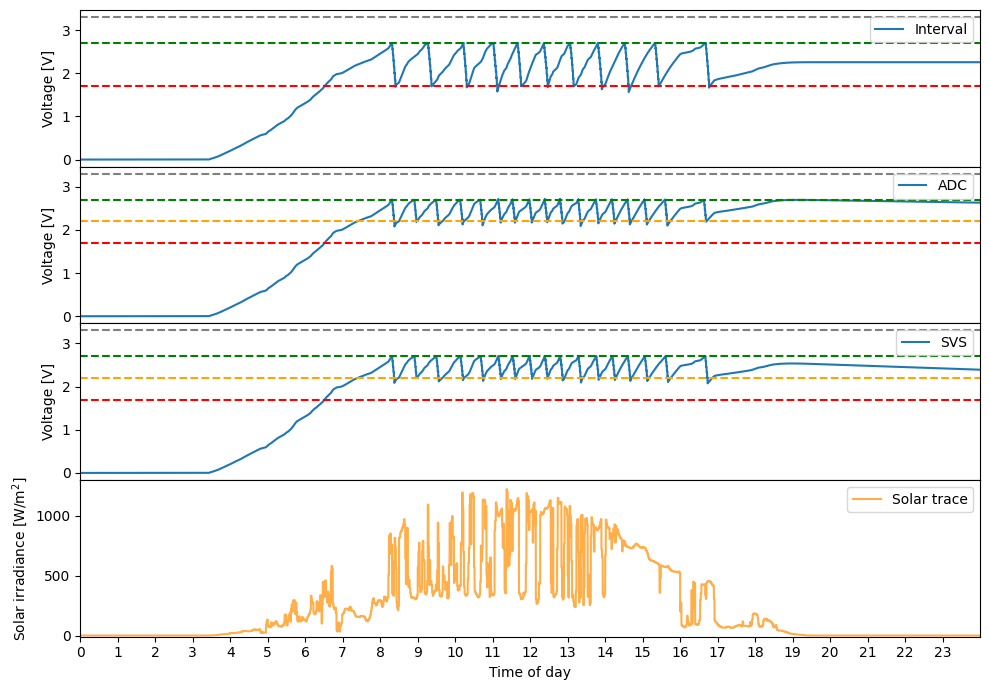 Voltage [V]
3
2
1
0
Interval
Voltage [V]
3
2
1
0
ADC
Voltage [V]
3
2
1
0
SVS
Solar irradiance [W/m²]
1000
500
0
Solar trace
0 1 2 3 4 5 6 7 8 9 10 11 12 13 14 15 16 17 18 19 20 21 22 23
Time of day